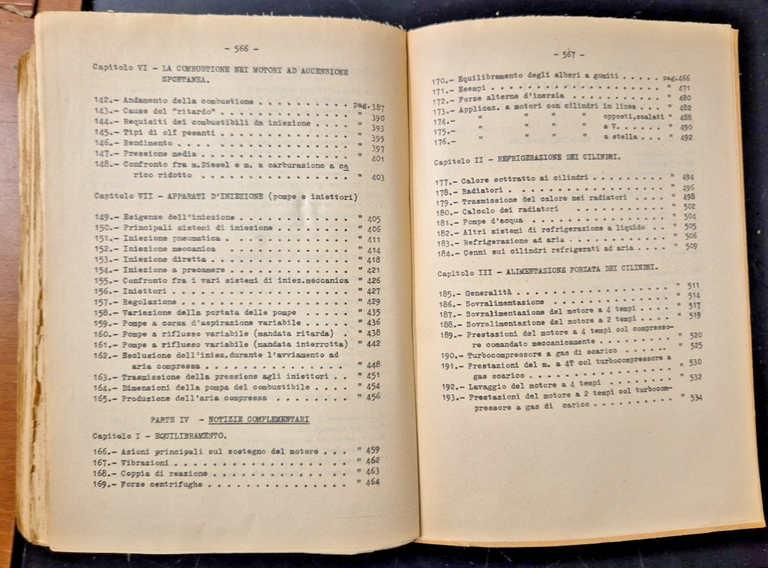 - 566 -
Capitolo VI - LA COMBUSTIONE NEI MOTORI AD ACCENSIONE
SPONTANEA.
142.- Andamento della combustione . . . . . . . . . . pag.387
143.- Cause del "ritardo" . . . . . . . . . . . . . " 390
144.- Requisiti dei combustibili da iniezione . . . . " 393
145.- Tipi di olî pesanti . . . . . . . . . . . . . " 395
146.- Rendimento . . . . . . . . . . . . . . . . . " 397
147.- Pressione media . . . . . . . . . . . . . . . " 401
148.- Confronto fra m.Diesel e m. a carburazione a ca
rico ridotto . . . . . . . . . . . . . . . . " 403
Capitolo VII - APPARATI D'INIEZIONE (pompe e iniettori)
149.- Esigenze dell'iniezione . . . . . . . . . . . " 405
150.- Principali sistemi di iniezione . . . . . . . . " 406
151.- Iniezione pneumatica . . . . . . . . . . . . . " 411
152.- Iniezione meccanica . . . . . . . . . . . . . " 414
153.- Iniezione diretta . . . . . . . . . . . . . . " 418
154.- Iniezione a precamere . . . . . . . . . . . . " 421
155.- Confronto fra i vari sistemi di iniez.meccanica " 426
156.- Iniettori . . . . . . . . . . . . . . . . . . " 427
157.- Regolazione . . . . . . . . . . . . . . . . . " 429
158.- Variazione della portata delle pompe . . . . . " 435
159.- Pompe a corsa d'aspirazione variabile . . . . . " 436
160.- Pompe a riflusso variabile (mandata ritarda) . " 438
161.- Pompe a riflusso variabile (mandata interrotta) " 442
162.- Esclusione dell'iniez.durante l'avviamento ad
aria compressa . . . . . . . . . . . . . . . " 448
163.- Trasmissione della pressione agli iniettori . . " 451
164.- Dimensioni della pompa del combustibile . . . . " 454
165.- Produzione dell'aria compressa . . . . . . . . " 456
PARTE IV - NOTIZIE COMPLEMENTARI
Capitolo I - EQUILIBRAMENTO.
166.- Azioni principali sul sostegno del motore . . . " 459
167.- Vibrazioni . . . . . . . . . . . . . . . . . . " 462
168.- Coppia di reazione . . . . . . . . . . . . . . " 463
169.- Forze centrifughe . . . . . . . . . . . . . . " 464
- 567 -
170.- Equilibramento degli alberi a gomiti . . . . . pag.466
171.- Esempi . . . . . . . . . . . . . . . . . . . " 471
172.- Forze alterne d'inerzia . . . . . . . . . . . " 480
173.- Applicaz. a motori con cilindri in linea . . . . " 482
174.- " " " " opposti,scalati " 488
175.- " " " " a V. . . . . . " 490
176.- " " " " a stella . . . " 492
Capitolo II - REFRIGERAZIONE DEI CILINDRI.
177.- Calore sottratto ai cilindri . . . . . . . . . " 494
178.- Radiatori . . . . . . . . . . . . . . . . . . " 496
179.- Trasmissione del calore nei radiatori . . . . . " 498
180.- Calcolo dei radiatori . . . . . . . . . . . . " 502
181.- Pompe d'acqua . . . . . . . . . . . . . . . . " 504
182.- Altri sistemi di refrigerazione a liquido . . " 505
183.- Refrigerazione ad aria . . . . . . . . . . . . " 506
184.- Cenni sui cilindri refrigerati ad aria . . . . " 509
Capitolo III - ALIMENTAZIONE FORZATA DEI CILINDRI.
185.- Generalità . . . . . . . . . . . . . . . . . . " 511
186.- Sovralimentazione . . . . . . . . . . . . . . " 514
187.- Sovralimentazione del motore a 4 tempi . . . . " 517
188.- Sovralimentazione del motore a 2 tempi . . . . " 519
189.- Prestazioni del motore a 4 tempi col compresso-
re comandato meccanicamente . . . . . . . . . " 520
190.- Turbocompressore a gas di scarico . . . . . . " 525
191.- Prestazioni del m. a 4T col turbocompressore a
gas scarico . . . . . . . . . . . . . . . . . " 530
192.- Lavaggio del motore a 4 tempi . . . . . . . . " 532
193.- Prestazioni del motore a 2 tempi col turbocom-
pressore a gas di carico . . . . . . . . . . . " 534